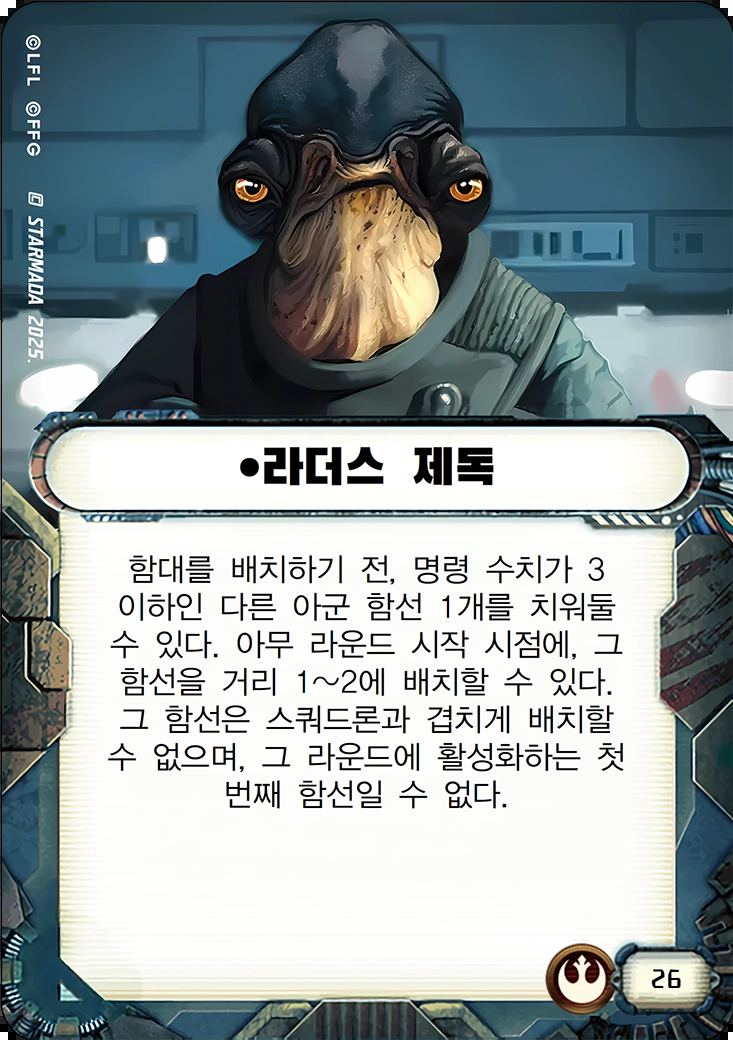 ©LFL ©FFG STARMADA 2025.
•라더스 제독
함대를 배치하기 전, 명령 수치가 3
이하인 다른 아군 함선 1개를 치워둘
수 있다. 아무 라운드 시작 시점에, 그
함선을 거리 1~2에 배치할 수 있다.
그 함선은 스쿼드론과 겹치게 배치할
수 없으며, 그 라운드에 활성화하는 첫
번째 함선일 수 없다.
26